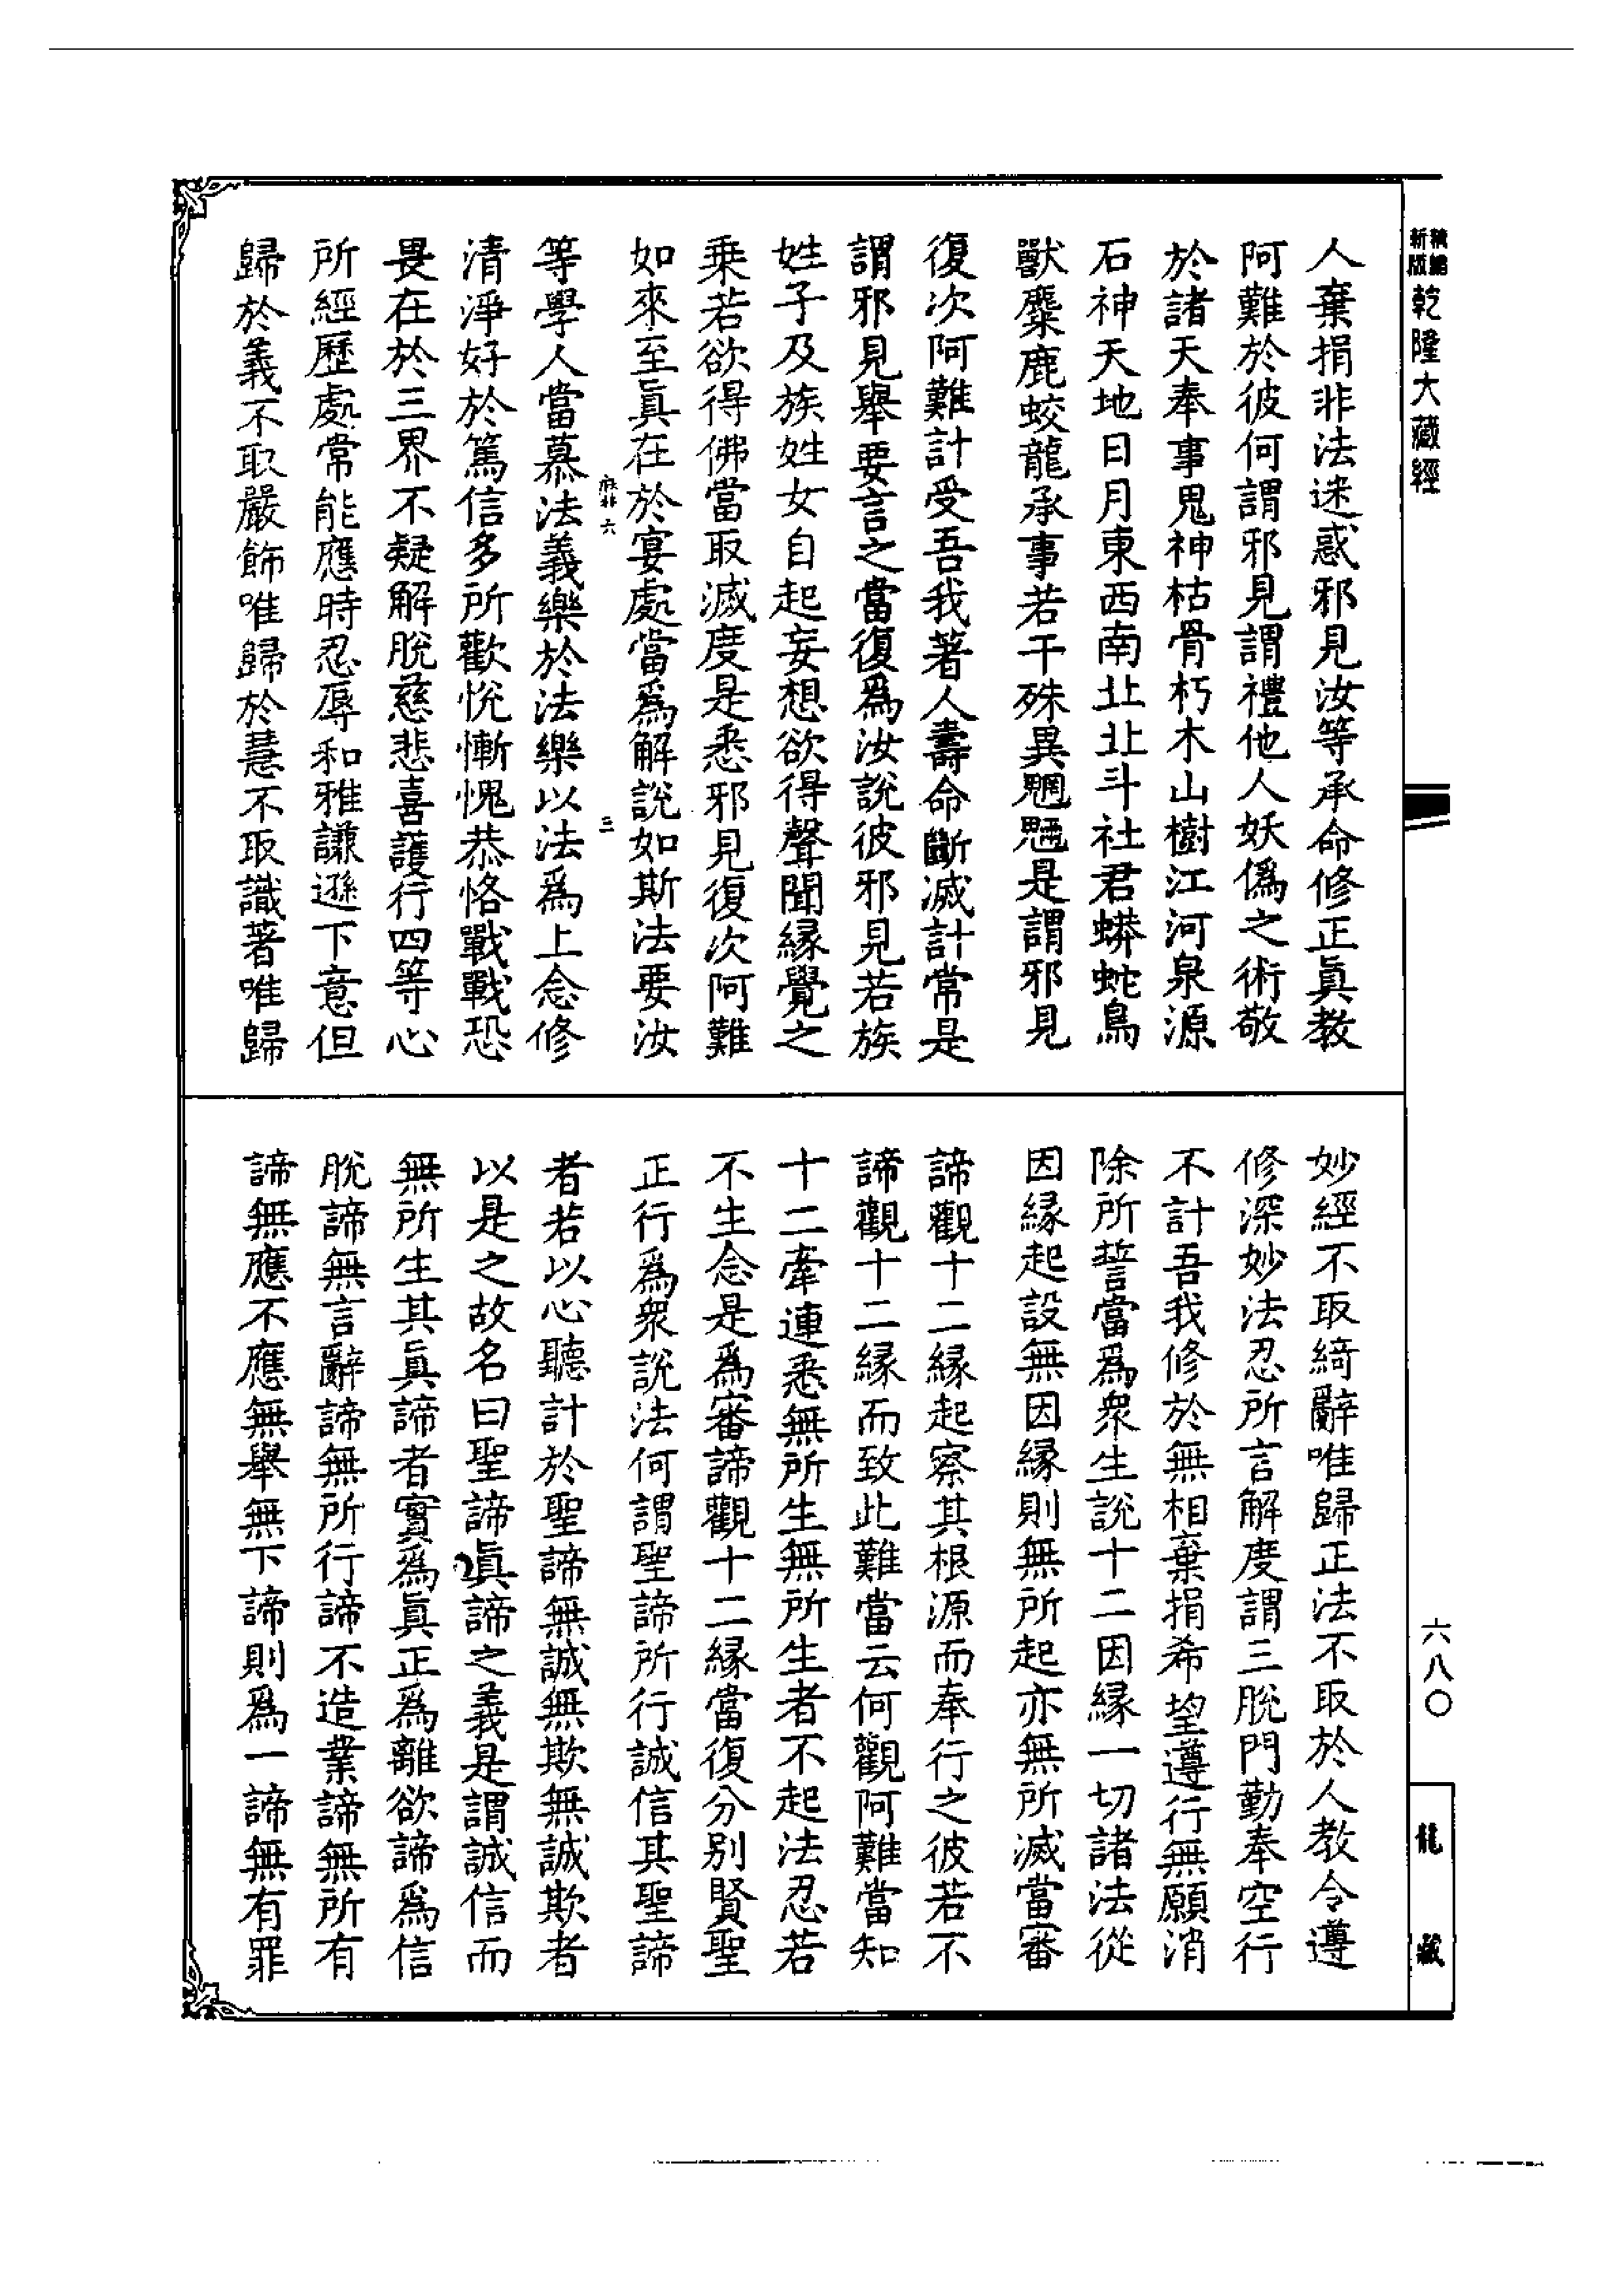 新版精縮乾隆大藏經
人棄捐非法迷惑邪見汝等承命修正眞教
阿難於彼何謂邪見謂禮他人妖僞之術敬
於諸天奉事鬼神枯骨朽木山樹江河泉源
石神天地日月東西南北北斗社君蟒蛇鳥
獸麋鹿蛟龍承事若干殊異魍魎是謂邪見
復次阿難計受吾我著人壽命斷滅計常是
謂邪見舉要言之當復爲汝說彼邪見若族
姓子及族姓女自起妄想欲得聲聞緣覺之
乗若欲得佛當取滅度是悉邪見復次阿難
如來至眞在於宴處當爲解說如斯法要汝
六 三
等學人當慕法義樂於法樂以法爲上念修
清淨好於篤信多所歡悅慚愧恭恪戰戰恐
畏在於三界不疑解脫慈悲喜護行四等心
所經歷處常能應時忍辱和雅謙遜下意但
歸於義不取嚴飾唯歸於慧不取識著唯歸
妙經不取綺辭唯歸正法不取於人教令遵
修深妙法忍所言解度謂三脫門勤奉空行
不計吾我修於無相棄捐希望遵行無願消
除所誓當爲衆生說十二因緣一切諸法從
因緣起設無因緣則無所起亦無所滅當審
諦觀十二緣起察其根源而奉行之彼若不
諦觀十二緣而致此難當云何觀阿難當知
十二牽連悉無所生無所生者不起法忍若
不生念是爲審諦觀十二緣當復分別賢聖
正行爲衆說法何謂聖諦所行誠信其聖諦
者若以心聽計於聖諦無誠無欺無誠欺者
以是之故名曰聖諦眞諦之義是謂誠信而
無所生其眞諦者實爲眞正爲離欲諦爲信
脫諦無言辭諦無所行諦不造業諦無所有
諦無應不應無舉無下諦則爲一諦無有罪
六八〇
龍藏